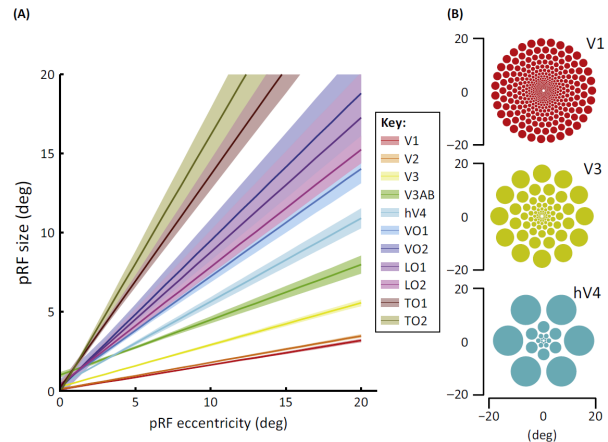 (A)
20
15
10
5
0
pRF size (deg)
0 5 10 15 20
pRF eccentricity (deg)
Key:
V1
V2
V3
V3AB
hV4
VO1
VO2
LO1
LO2
TO1
TO2
(B)
V1
20
0
−20
V3
20
0
−20
hV4
20
0
−20
−20 0 20
(deg)